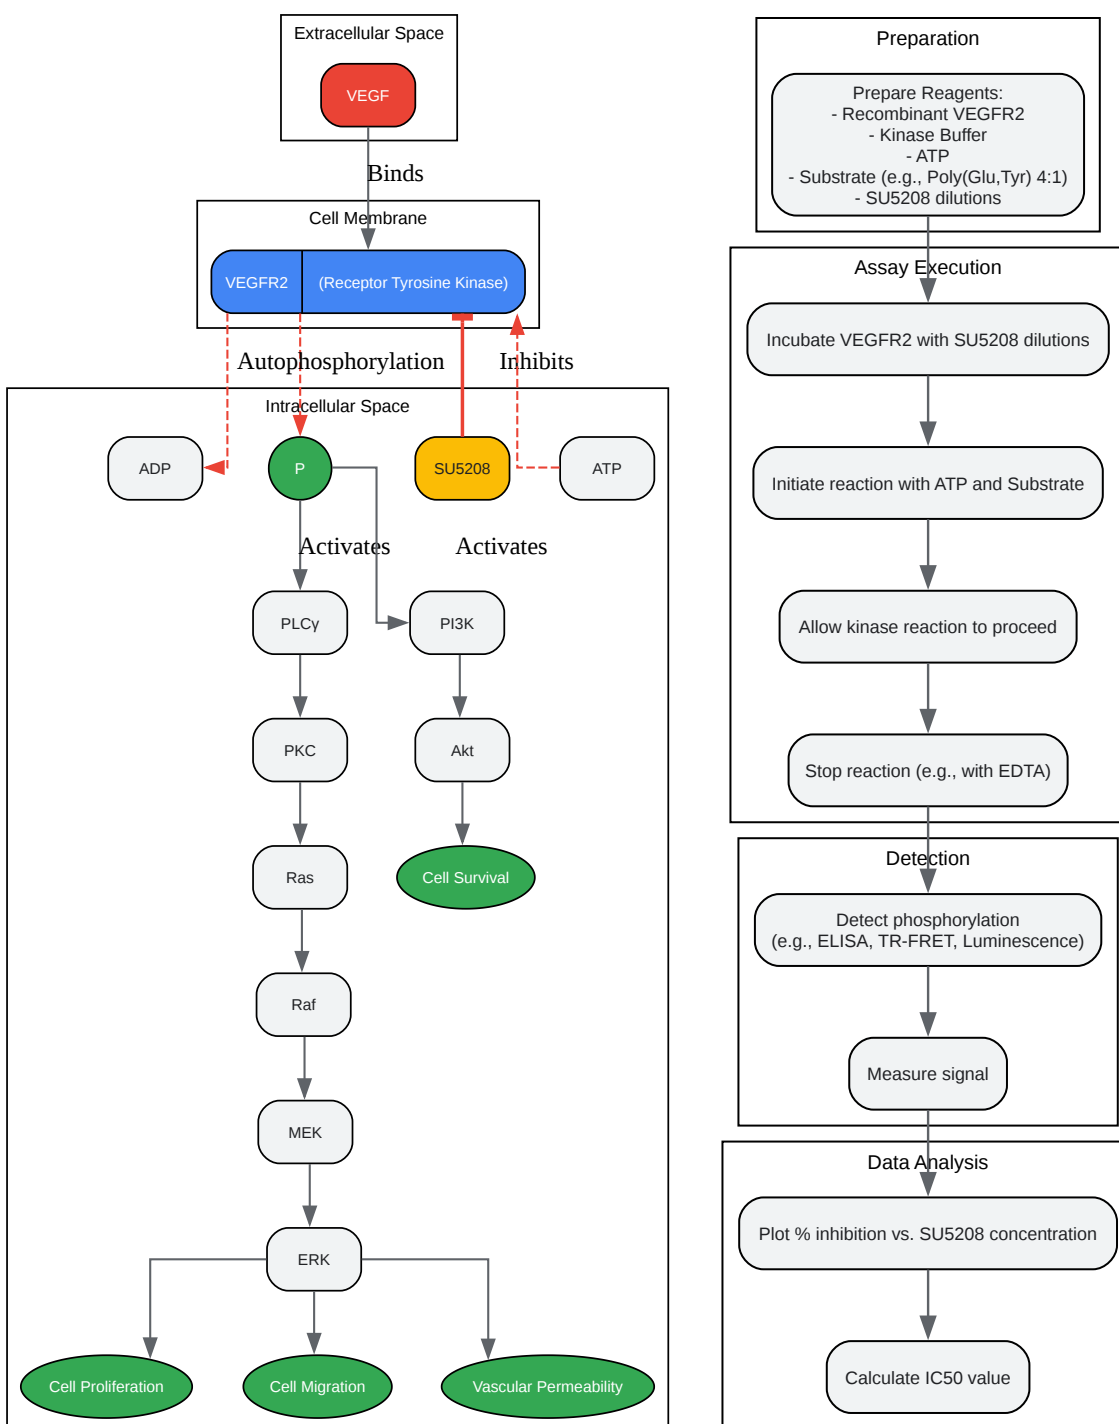 Extracellular Space
VEGF
Binds
Cell Membrane
VEGFR2
(Receptor Tyrosine Kinase)
Autophosphorylation
Inhibits
Intracellular Space
ADP
P
SU5208
ATP
Activates
Activates
PLCγ
PI3K
PKC
Akt
Ras
Cell Survival
Raf
MEK
ERK
Cell Proliferation
Cell Migration
Vascular Permeability
Preparation
Prepare Reagents:
- Recombinant VEGFR2
- Kinase Buffer
- ATP
- Substrate (e.g., Poly(Glu,Tyr) 4:1)
- SU5208 dilutions
Assay Execution
Incubate VEGFR2 with SU5208 dilutions
Initiate reaction with ATP and Substrate
Allow kinase reaction to proceed
Stop reaction (e.g., with EDTA)
Detection
Detect phosphorylation
(e.g., ELISA, TR-FRET, Luminescence)
Measure signal
Data Analysis
Plot % inhibition vs. SU5208 concentration
Calculate IC50 value